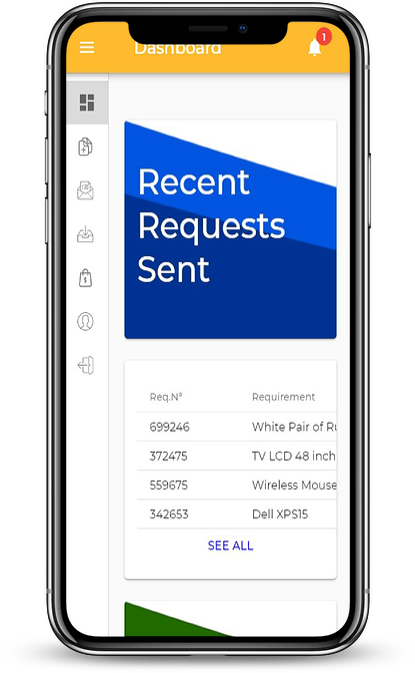 Dashboard
1
Recent
Requests
Sent
Req.N° Requirement
699246 White Pair of Ru
372475 TV LCD 48 inch
559675 Wireless Mouse
342653 Dell XPS15
SEE ALL